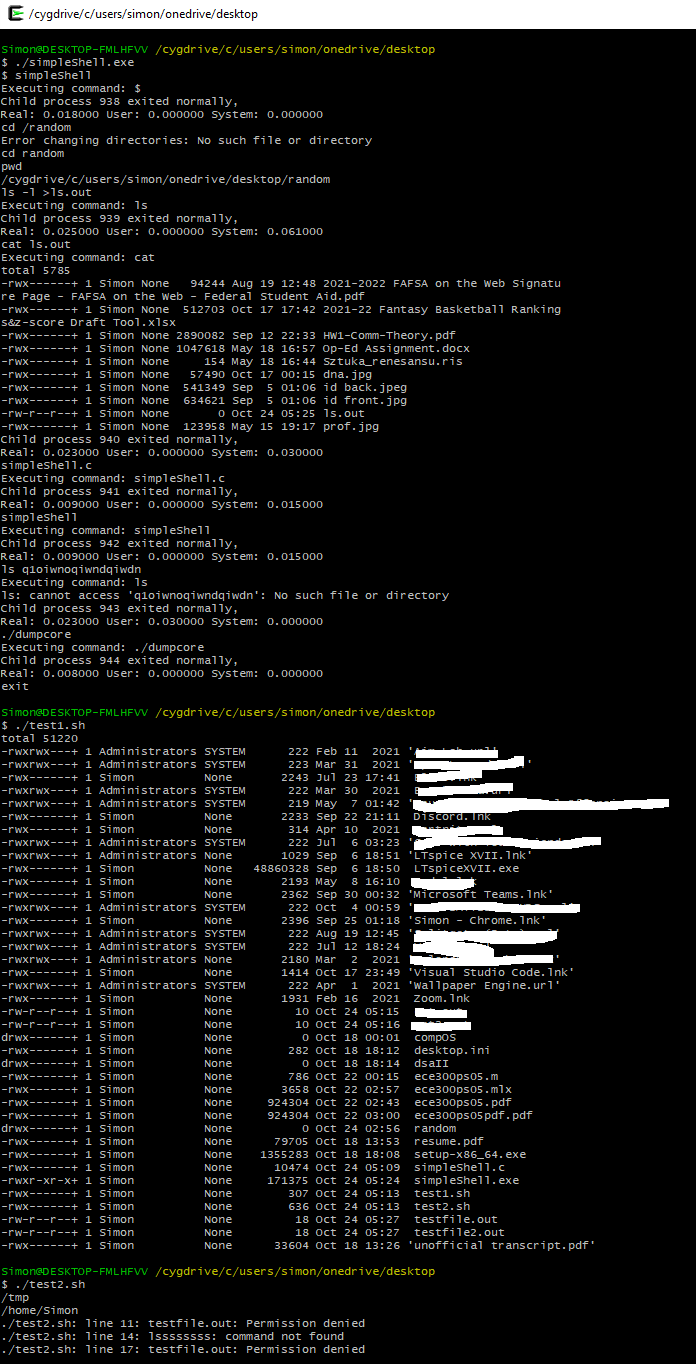 /cygdrive/c/users/simon/onedrive/desktop
Simon@DESKTOP-FMLHFVV /cygdrive/c/users/simon/onedrive/desktop
$ ./simpleShell.exe
$ simpleShell
Executing command: $
Child process 938 exited normally,
Real: 0.018000 User: 0.000000 System: 0.000000
cd /random
Error changing directories: No such file or directory
cd random
pwd
/cygdrive/c/users/simon/onedrive/desktop/random
ls -l >ls.out
Executing command: ls
Child process 939 exited normally,
Real: 0.025000 User: 0.000000 System: 0.061000
cat ls.out
Executing command: cat
total 5785
-rwx------+ 1 Simon None   94244 Aug 19 12:48 2021-2022 FAFSA on the Web Signatu
re Page - FAFSA on the Web - Federal Student Aid.pdf
-rwx------+ 1 Simon None  512703 Oct 17 17:42 2021-22 Fantasy Basketball Ranking
s&z-score Draft Tool.xlsx
-rwx------+ 1 Simon None 2890082 Sep 12 22:33 HW1-Comm-Theory.pdf
-rwx------+ 1 Simon None 1047618 May 18 16:57 Op-Ed Assignment.docx
-rwx------+ 1 Simon None     154 May 18 16:44 Sztuka_renesansu.ris
-rwx------+ 1 Simon None   57490 Oct 17 00:15 dna.jpg
-rwx------+ 1 Simon None  541349 Sep  5 01:06 id back.jpeg
-rwx------+ 1 Simon None  634621 Sep  5 01:06 id front.jpg
-rw-r--r--+ 1 Simon None       0 Oct 24 05:25 ls.out
-rwx------+ 1 Simon None  123958 May 15 19:17 prof.jpg
Child process 940 exited normally,
Real: 0.023000 User: 0.000000 System: 0.030000
simpleShell.c
Executing command: simpleShell.c
Child process 941 exited normally,
Real: 0.009000 User: 0.000000 System: 0.015000
simpleShell
Executing command: simpleShell
Child process 942 exited normally,
Real: 0.009000 User: 0.000000 System: 0.015000
ls q1oiwnoqiwndqiwdn
Executing command: ls
ls: cannot access 'q1oiwnoqiwndqiwdn': No such file or directory
Child process 943 exited normally,
Real: 0.023000 User: 0.030000 System: 0.000000
./dumpcore
Executing command: ./dumpcore
Child process 944 exited normally,
Real: 0.008000 User: 0.000000 System: 0.000000
exit
Simon@DESKTOP-FMLHFVV /cygdrive/c/users/simon/onedrive/desktop
$ ./test1.sh
total 51220
-rwxrwx---+ 1 Administrators SYSTEM      222 Feb 11  2021
-rwxrwx---+ 1 Administrators SYSTEM      223 Mar 31  2021
-rwx------+ 1 Simon          None       2243 Jul 23 17:41
-rwxrwx---+ 1 Administrators SYSTEM      222 Mar 30  2021
-rwxrwx---+ 1 Administrators SYSTEM      219 May  7 01:42
-rwx------+ 1 Simon          None       2233 Sep 22 21:11  Discord.lnk
-rwx------+ 1 Simon          None        314 Apr 10  2021
-rwxrwx---+ 1 Administrators SYSTEM      222 Jul  6 03:23
-rwxrwx---+ 1 Administrators None       1029 Sep  6 18:51 'LTspice XVII.lnk'
-rwx------+ 1 Simon          None   48860328 Sep  6 18:50  LTspiceXVII.exe
-rwx------+ 1 Simon          None       2193 May  8 16:10
-rwx------+ 1 Simon          None       2362 Sep 30 00:32 'Microsoft Teams.lnk'
-rwxrwx---+ 1 Administrators SYSTEM      222 Oct  4 00:59
-rwx------+ 1 Simon          None       2396 Sep 25 01:18 'Simon - Chrome.lnk'
-rwxrwx---+ 1 Administrators SYSTEM      222 Aug 19 12:45
-rwxrwx---+ 1 Administrators SYSTEM      222 Jul 12 18:24
-rwxrwx---+ 1 Administrators None       2180 Mar  2  2021
-rwx------+ 1 Simon          None       1414 Oct 17 23:49 'Visual Studio Code.lnk'
-rwxrwx---+ 1 Administrators SYSTEM      222 Apr  1  2021 'Wallpaper Engine.url'
-rwx------+ 1 Simon          None       1931 Feb 16  2021  Zoom.lnk
-rw-r--r--+ 1 Simon          None         10 Oct 24 05:15
-rw-r--r--+ 1 Simon          None         10 Oct 24 05:16
drwx------+ 1 Simon          None          0 Oct 18 00:01  compOS
-rwx------+ 1 Simon          None        282 Oct 18 18:12  desktop.ini
drwx------+ 1 Simon          None          0 Oct 18 18:14  dsaII
-rwx------+ 1 Simon          None        786 Oct 22 00:15  ece300ps05.m
-rwx------+ 1 Simon          None       3658 Oct 22 02:57  ece300ps05.mlx
-rwx------+ 1 Simon          None     924304 Oct 22 02:43  ece300ps05.pdf
-rwx------+ 1 Simon          None     924304 Oct 22 03:00  ece300ps05pdf.pdf
drwx------+ 1 Simon          None          0 Oct 24 02:56  random
-rwx------+ 1 Simon          None      79705 Oct 18 13:53  resume.pdf
-rwx------+ 1 Simon          None    1355283 Oct 18 18:08  setup-x86_64.exe
-rwx------+ 1 Simon          None      10474 Oct 24 05:09  simpleShell.c
-rwxr-xr-x+ 1 Simon          None     171375 Oct 24 05:24  simpleShell.exe
-rwx------+ 1 Simon          None        307 Oct 24 05:13  test1.sh
-rwx------+ 1 Simon          None        636 Oct 24 05:13  test2.sh
-rw-r--r--+ 1 Simon          None         18 Oct 24 05:27  testfile.out
-rw-r--r--+ 1 Simon          None         18 Oct 24 05:27  testfile2.out
-rwx------+ 1 Simon          None      33604 Oct 18 13:26 'unofficial transcript.pdf'
Simon@DESKTOP-FMLHFVV /cygdrive/c/users/simon/onedrive/desktop
$ ./test2.sh
/tmp
/home/Simon
./test2.sh: line 11: testfile.out: Permission denied
./test2.sh: line 14: lsssssssss: command not found
./test2.sh: line 17: testfile.out: Permission denied